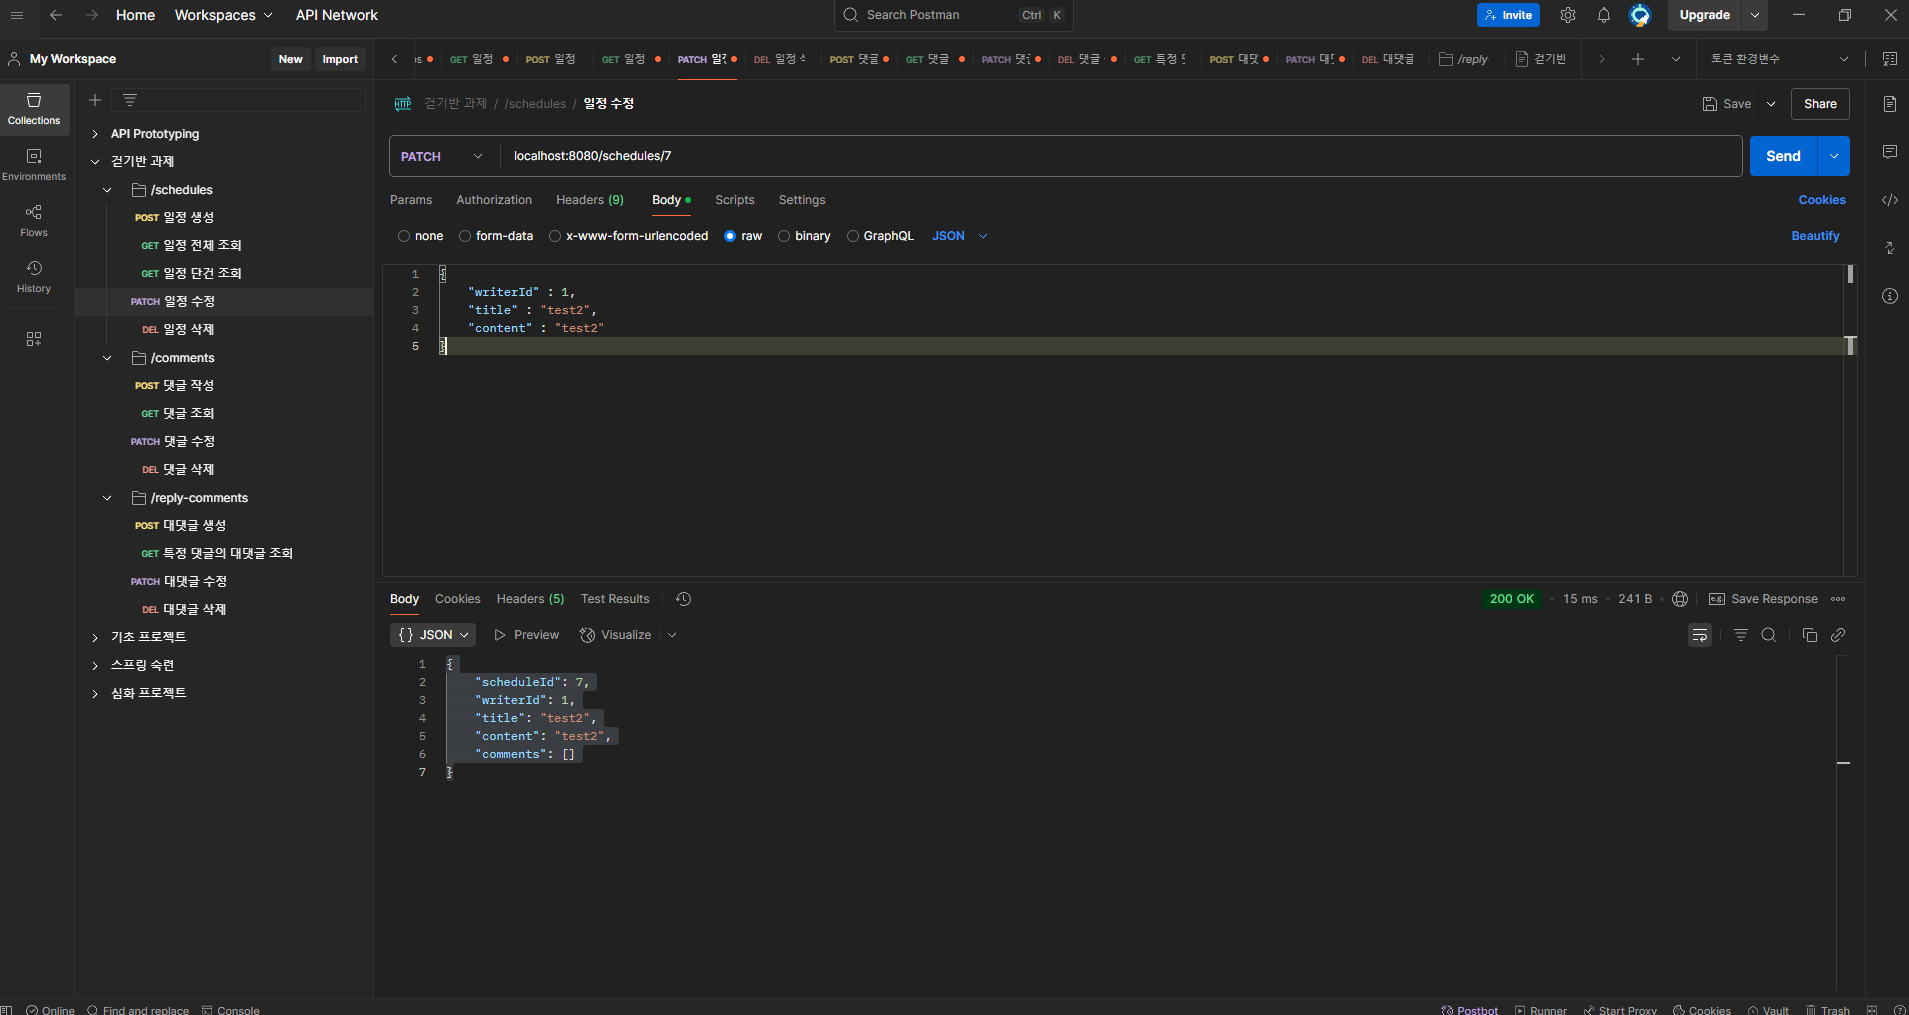 Home Workspaces API Network Search Postman Ctrl K Invite Upgrade
My Workspace New Import
GET 일정 POST 일정 GET 일정 PATCH DEL 일정 POST 댓글 GET 댓글 PATCH DEL 댓글 GET 특정 POST PATCH DEL 대댓글 /reply 걷기반 토큰 환경변수
Collections
Environments
Flows
History
API Prototyping
걷기반 과제
/schedules
POST 일정 생성
GET 일정 전체 조회
GET 일정 단건 조회
PATCH 일정 수정
DEL 일정 삭제
/comments
POST 댓글 작성
GET 댓글 조회
PATCH 댓글 수정
DEL 댓글 삭제
/reply-comments
POST 대댓글 생성
GET 특정 댓글의 대댓글 조회
PATCH 대댓글 수정
DEL 대댓글 삭제
기초 프로젝트
스프링 숙련
심화 프로젝트
HTTP 걷기반 과제 / /schedules / 일정 수정 Save Share
PATCH localhost:8080/schedules/7 Send
Params Authorization Headers (9) Body Scripts Settings Cookies
none form-data x-www-form-urlencoded raw binary GraphQL JSON Beautify
1 {
2 "writerId" : 1,
3 "title" : "test2",
4 "content" : "test2"
5 }
Body Cookies Headers (5) Test Results 200 OK 15 ms 241 B Save Response
{} JSON Preview Visualize
1 {
2 "scheduleId": 7,
3 "writerId": 1,
4 "title": "test2",
5 "content": "test2",
6 "comments": []
7 }
Online Find and replace Console Postbot Runner Start Proxy Cookies Vault Trash